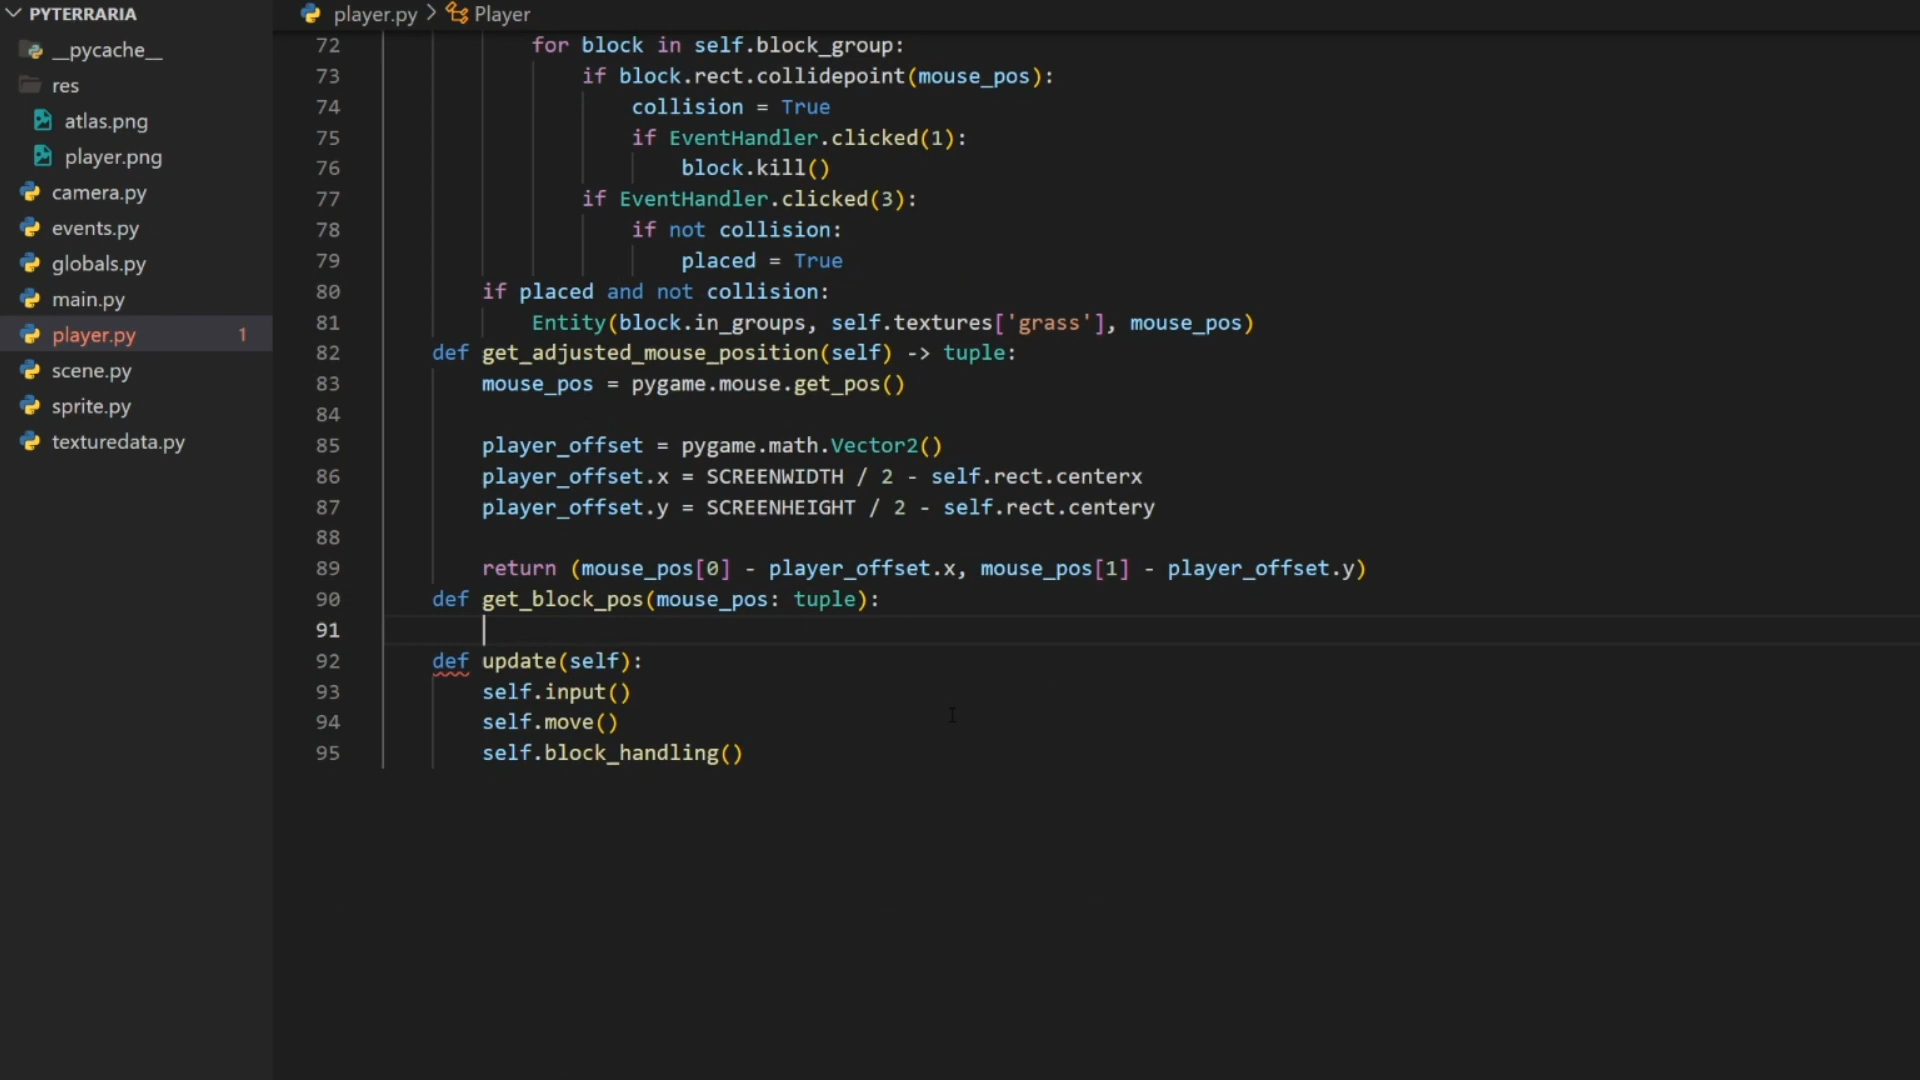 PYTERRARIA
__pycache__
res
atlas.png
player.png
camera.py
events.py
globals.py
main.py
player.py 1
scene.py
sprite.py
texturedata.py
player.py > Player
72 for block in self.block_group:
73 if block.rect.collidepoint(mouse_pos):
74 collision = True
75 if EventHandler.clicked(1):
76 block.kill()
77 if EventHandler.clicked(3):
78 if not collision:
79 placed = True
80 if placed and not collision:
81 Entity(block.in_groups, self.textures['grass'], mouse_pos)
82 def get_adjusted_mouse_position(self) -> tuple:
83 mouse_pos = pygame.mouse.get_pos()
84
85 player_offset = pygame.math.Vector2()
86 player_offset.x = SCREENWIDTH / 2 - self.rect.centerx
87 player_offset.y = SCREENHEIGHT / 2 - self.rect.centery
88
89 return (mouse_pos[0] - player_offset.x, mouse_pos[1] - player_offset.y)
90 def get_block_pos(mouse_pos: tuple):
91
92 def update(self):
93 self.input()
94 self.move()
95 self.block_handling()